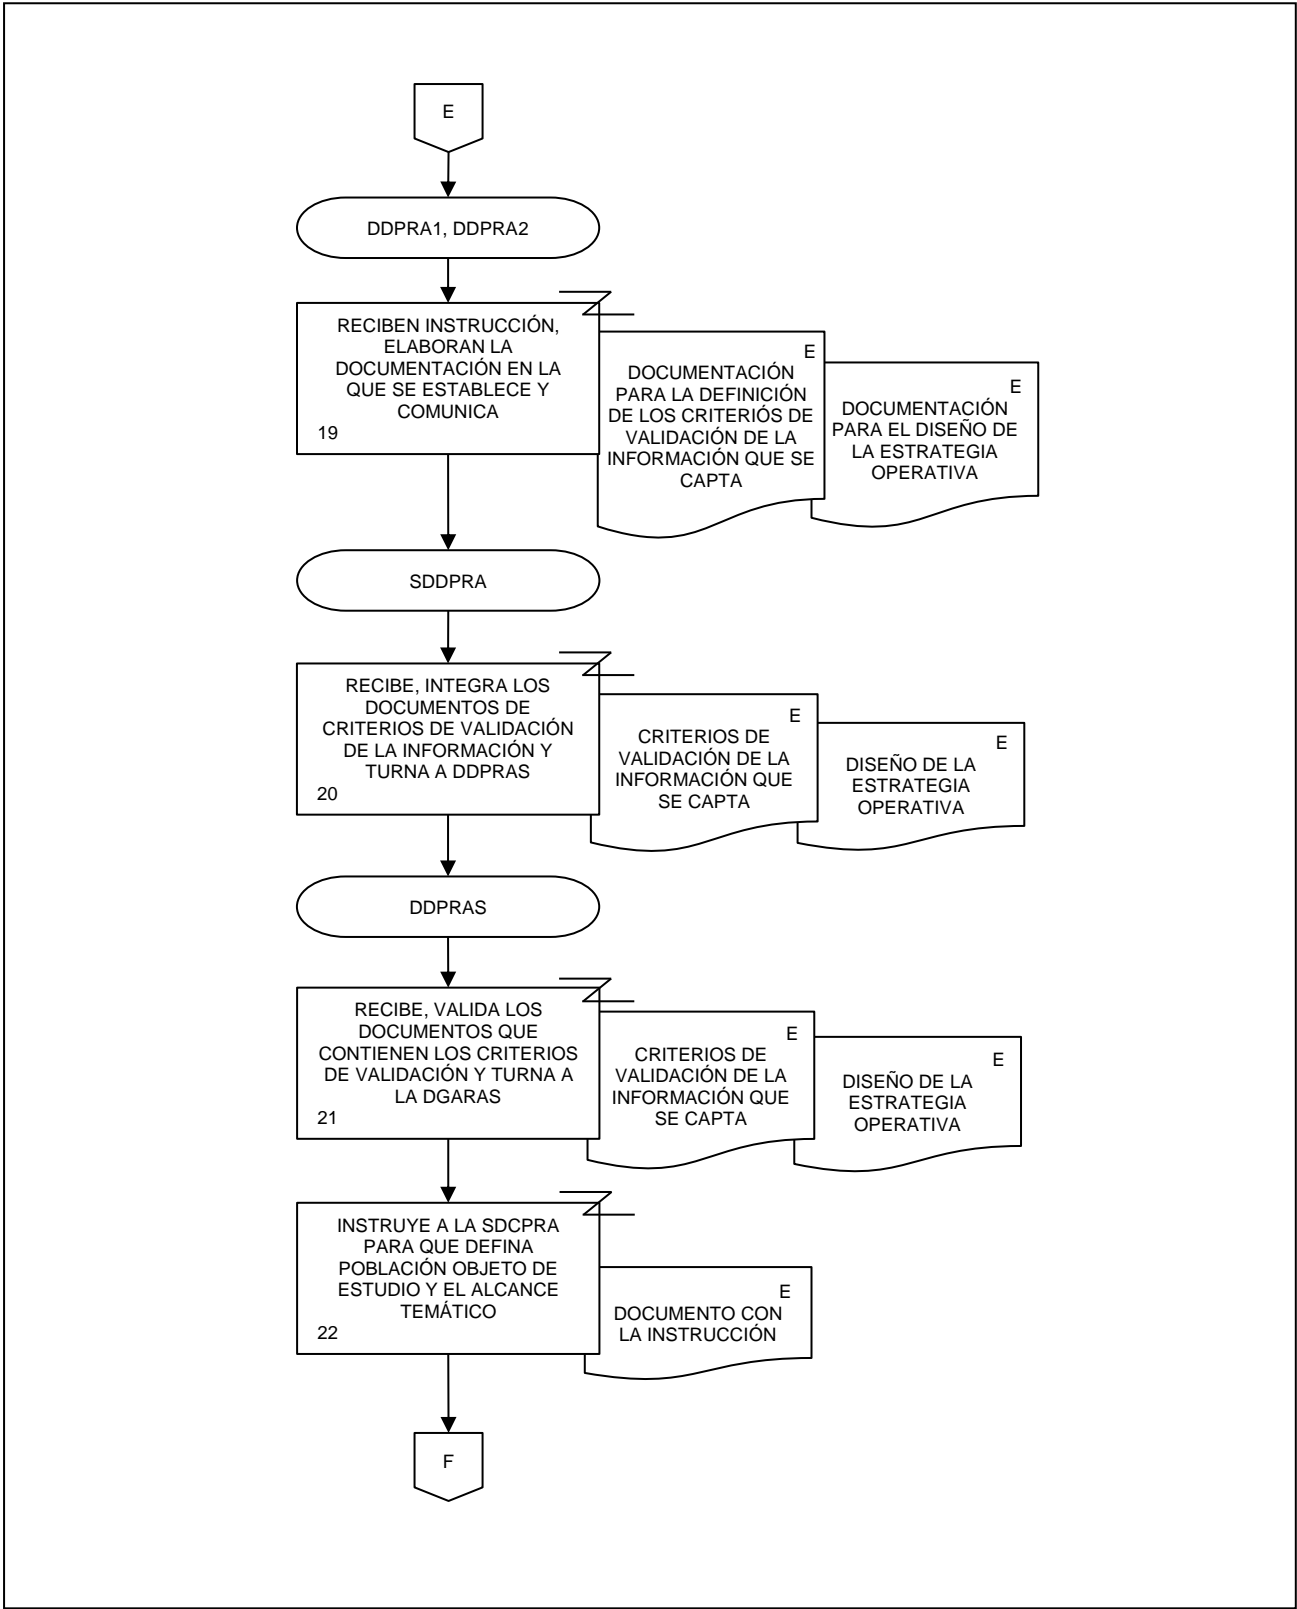 E
DDPRA1, DDPRA2
RECIBEN INSTRUCCIÓN,
ELABORAN LA
DOCUMENTACIÓN EN LA
QUE SE ESTABLECE Y
COMUNICA
19
E
DOCUMENTACIÓN
PARA LA DEFINICIÓN
DE LOS CRITERIÓS DE
VALIDACIÓN DE LA
INFORMACIÓN QUE SE
CAPTA
E
DOCUMENTACIÓN
PARA EL DISEÑO DE
LA ESTRATEGIA
OPERATIVA
SDDPRA
RECIBE, INTEGRA LOS
DOCUMENTOS DE
CRITERIOS DE VALIDACIÓN
DE LA INFORMACIÓN Y
TURNA A DDPRAS
20
E
CRITERIOS DE
VALIDACIÓN DE LA
INFORMACIÓN QUE
SE CAPTA
E
DISEÑO DE LA
ESTRATEGIA
OPERATIVA
DDPRAS
RECIBE, VALIDA LOS
DOCUMENTOS QUE
CONTIENEN LOS CRITERIOS
DE VALIDACIÓN Y TURNA A
LA DGARAS
21
E
CRITERIOS DE
VALIDACIÓN DE LA
INFORMACIÓN QUE
SE CAPTA
E
DISEÑO DE LA
ESTRATEGIA
OPERATIVA
INSTRUYE A LA SDCPRA
PARA QUE DEFINA
POBLACIÓN OBJETO DE
ESTUDIO Y EL ALCANCE
TEMÁTICO
22
E
DOCUMENTO CON
LA INSTRUCCIÓN
F